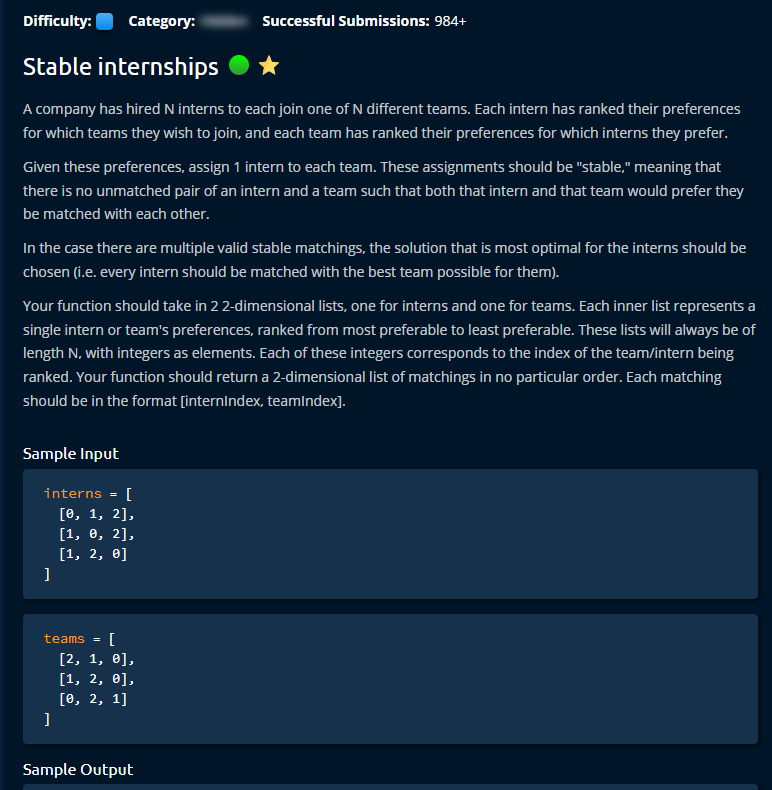 Difficulty: Category: Successful Submissions: 984+
Stable internships
A company has hired N interns to each join one of N different teams. Each intern has ranked their preferences
for which teams they wish to join, and each team has ranked their preferences for which interns they prefer.
Given these preferences, assign 1 intern to each team. These assignments should be "stable," meaning that
there is no unmatched pair of an intern and a team such that both that intern and that team would prefer they
be matched with each other.
In the case there are multiple valid stable matchings, the solution that is most optimal for the interns should be
chosen (i.e. every intern should be matched with the best team possible for them).
Your function should take in 2 2-dimensional lists, one for interns and one for teams. Each inner list represents a
single intern or team's preferences, ranked from most preferable to least preferable. These lists will always be of
length N, with integers as elements. Each of these integers corresponds to the index of the team/intern being
ranked. Your function should return a 2-dimensional list of matchings in no particular order. Each matching
should be in the format [internIndex, teamIndex].
Sample Input
interns = [
[0, 1, 2],
[1, 0, 2],
[1, 2, 0]
]
teams = [
[2, 1, 0],
[1, 2, 0],
[0, 2, 1]
]
Sample Output